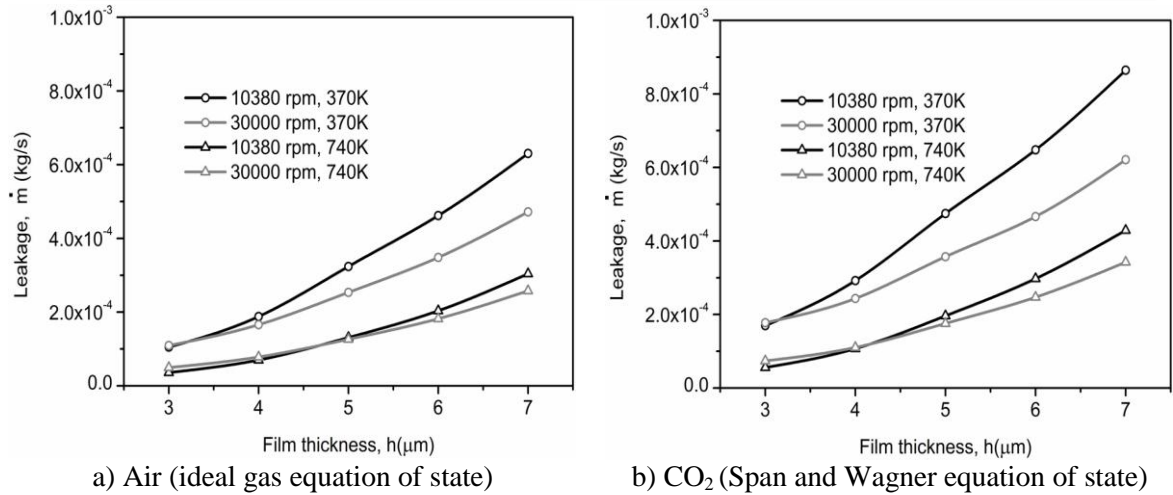 1.0x10⁻³
8.0x10⁻⁴
6.0x10⁻⁴
4.0x10⁻⁴
2.0x10⁻⁴
0.0
Leakage, ṁ (kg/s)
10380 rpm, 370K
30000 rpm, 370K
10380 rpm, 740K
30000 rpm, 740K
3 4 5 6 7
Film thickness, h(μm)
a) Air (ideal gas equation of state)
1.0x10⁻³
8.0x10⁻⁴
6.0x10⁻⁴
4.0x10⁻⁴
2.0x10⁻⁴
0.0
Leakage, ṁ (kg/s)
10380 rpm, 370K
30000 rpm, 370K
10380 rpm, 740K
30000 rpm, 740K
3 4 5 6 7
Film thickness, h(μm)
b) CO₂ (Span and Wagner equation of state)